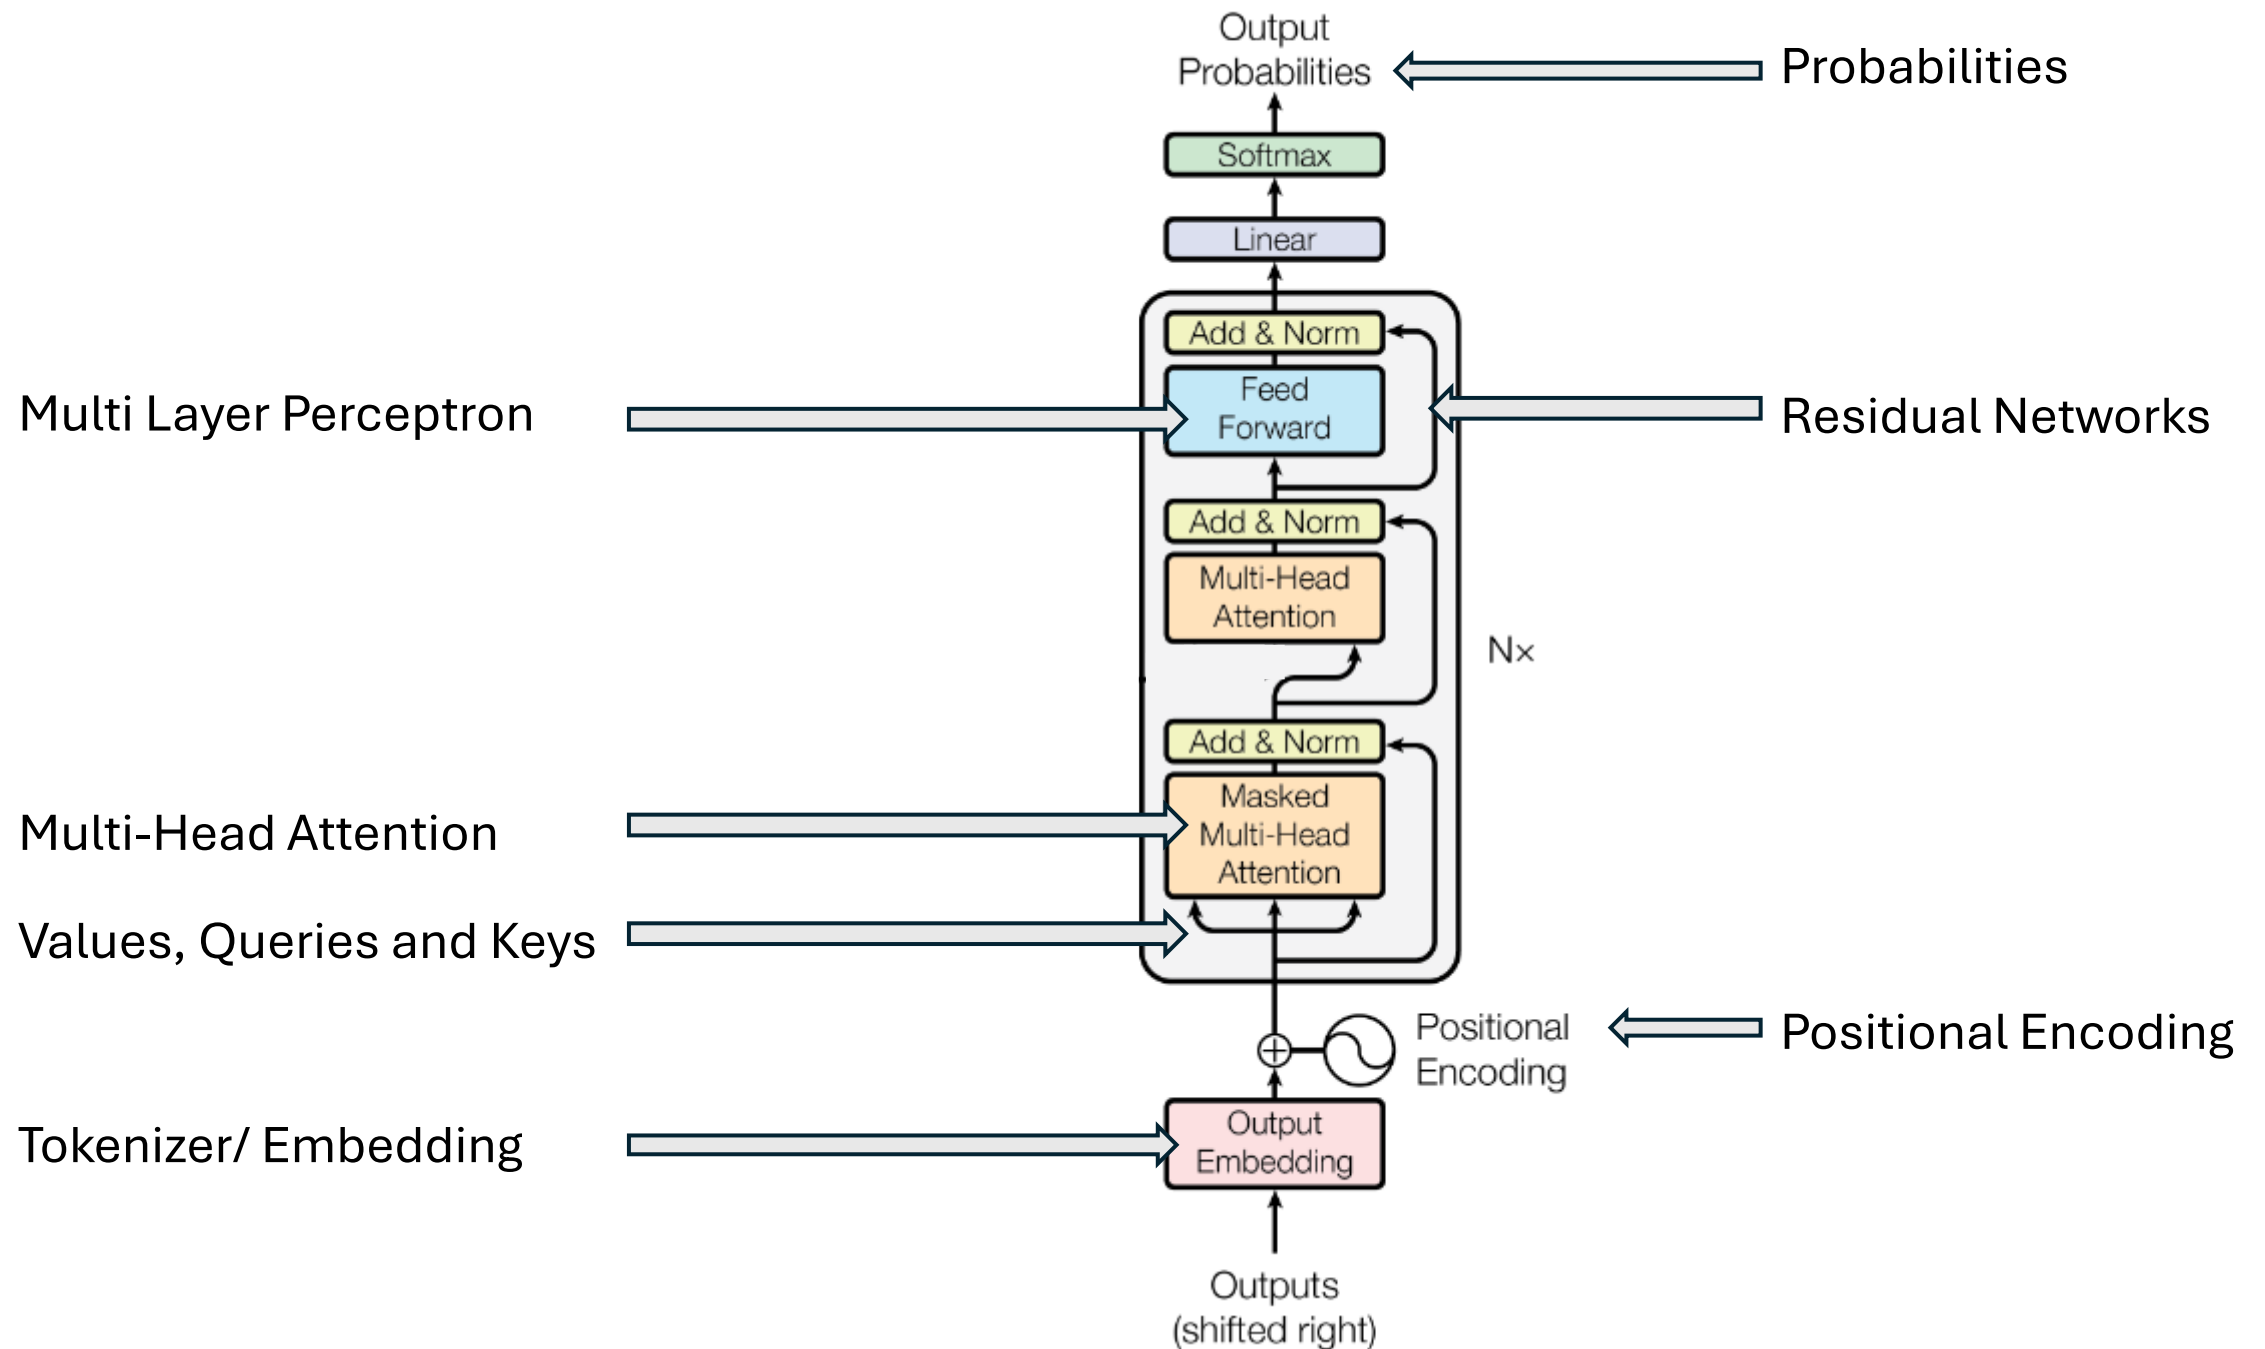 Output
Probabilities
Probabilities
Softmax
Linear
Add & Norm
Multi Layer Perceptron
Feed
Forward
Residual Networks
Add & Norm
Multi-Head
Attention
N×
Add & Norm
Multi-Head Attention
Masked
Multi-Head
Attention
Values, Queries and Keys
Positional
Encoding
Positional Encoding
Tokenizer/ Embedding
Output
Embedding
Outputs
(shifted right)